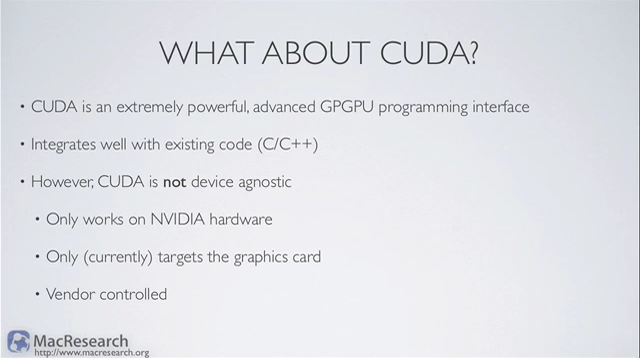 WHAT ABOUT CUDA?
• CUDA is an extremely powerful, advanced GPGPU programming interface
• Integrates well with existing code (C/C++)
• However, CUDA is not device agnostic
• Only works on NVIDIA hardware
• Only (currently) targets the graphics card
• Vendor controlled
MacResearch
http://www.macresearch.org